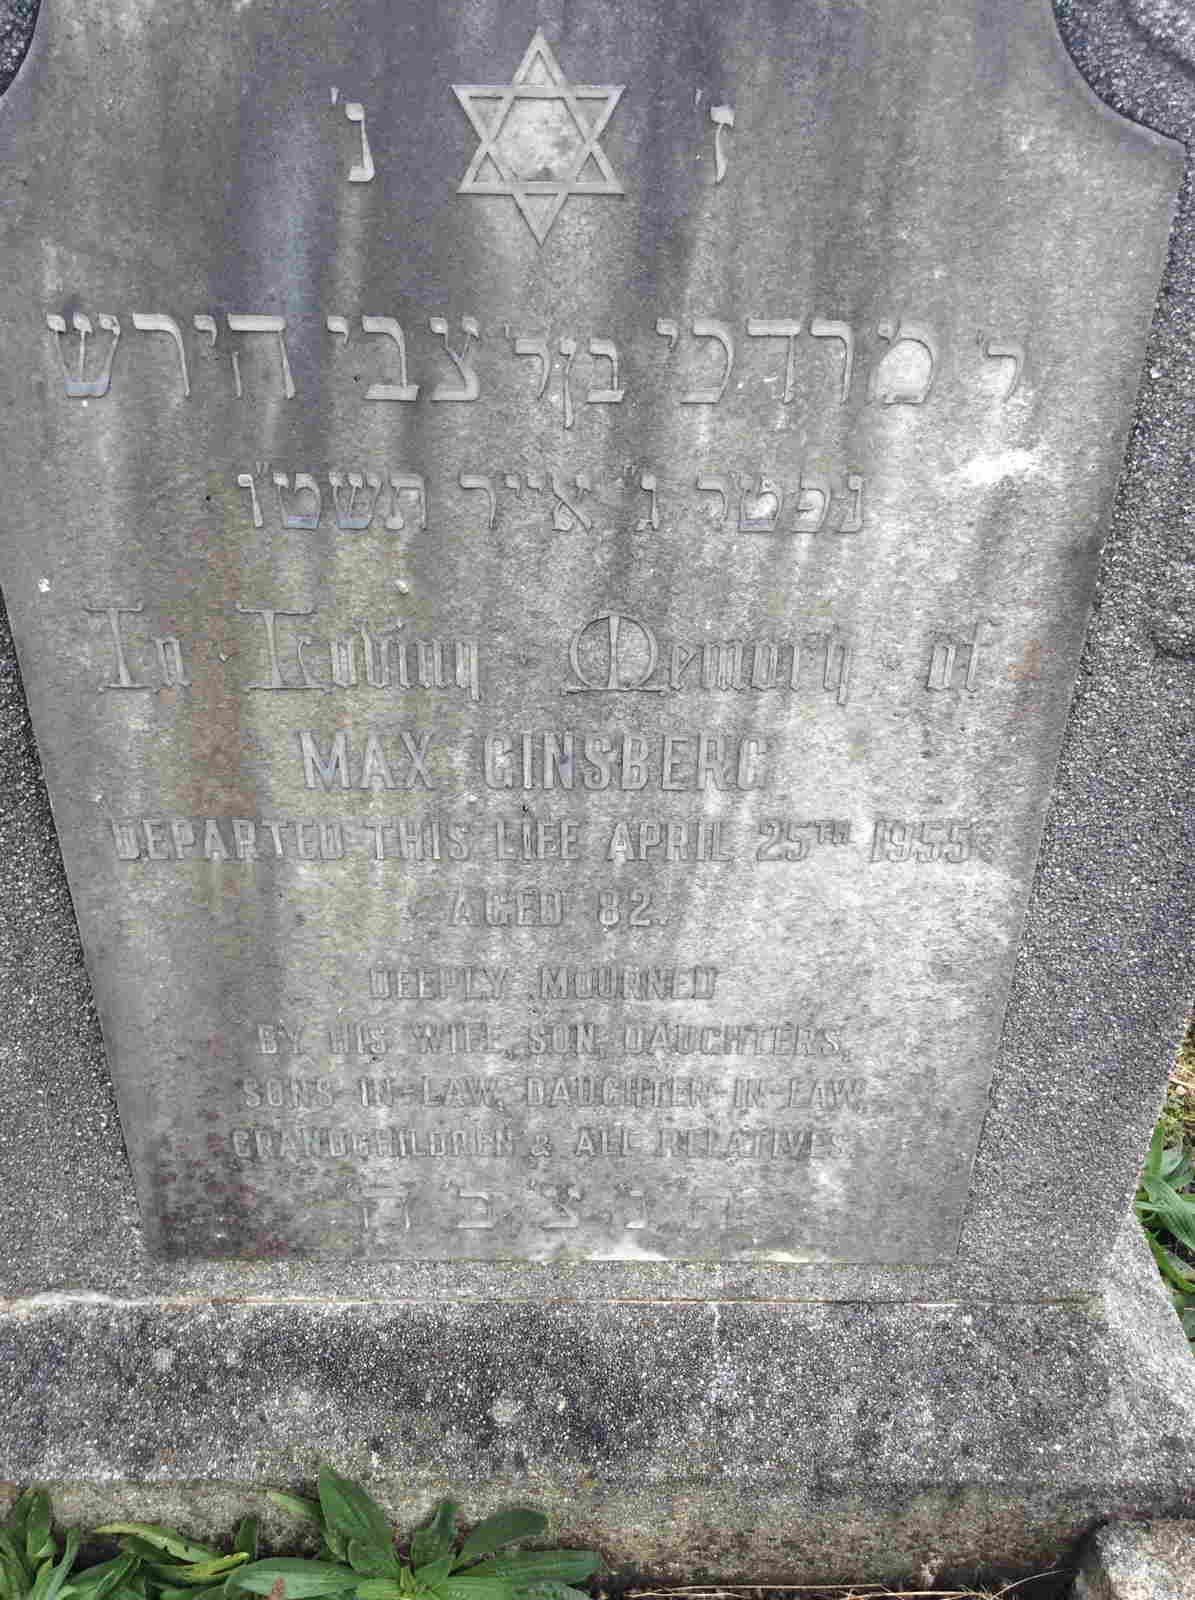 ז' נ'
ר' מרדכי בן ר' צבי הירש
נפטר ג' אייר תשט"ו
In Loving Memory of
MAX GINSBERG
DEPARTED THIS LIFE APRIL 25TH 1955
AGED 82.
DEEPLY MOURNED
BY HIS WIFE, SON, DAUGHTERS,
SONS-IN-LAW, DAUGHTER-IN-LAW,
GRANDCHILDREN & ALL RELATIVES.
ת נ צ ב ה